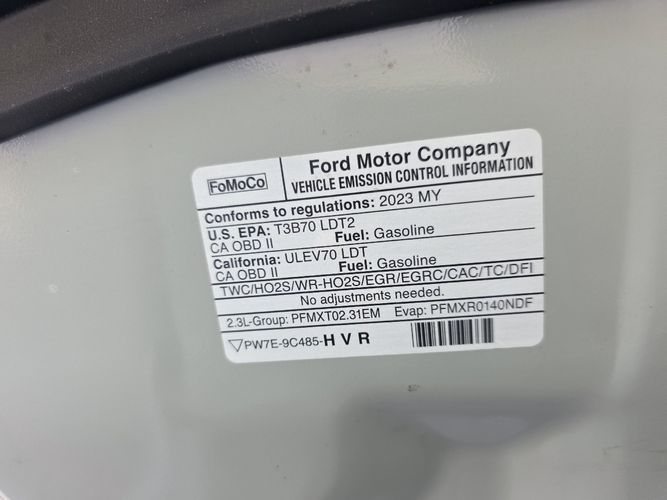 FoMoCo
Ford Motor Company
VEHICLE EMISSION CONTROL INFORMATION
Conforms to regulations: 2023 MY
U.S. EPA: T3B70 LDT2
CA OBD II Fuel: Gasoline
California: ULEV70 LDT
CA OBD II Fuel: Gasoline
TWC/HO2S/WR-HO2S/EGR/EGRC/CAC/TC/DFI
No adjustments needed.
2.3L-Group: PFMXT02.31EM Evap: PFMXR0140NDF
▽PW7E-9C485-H V R